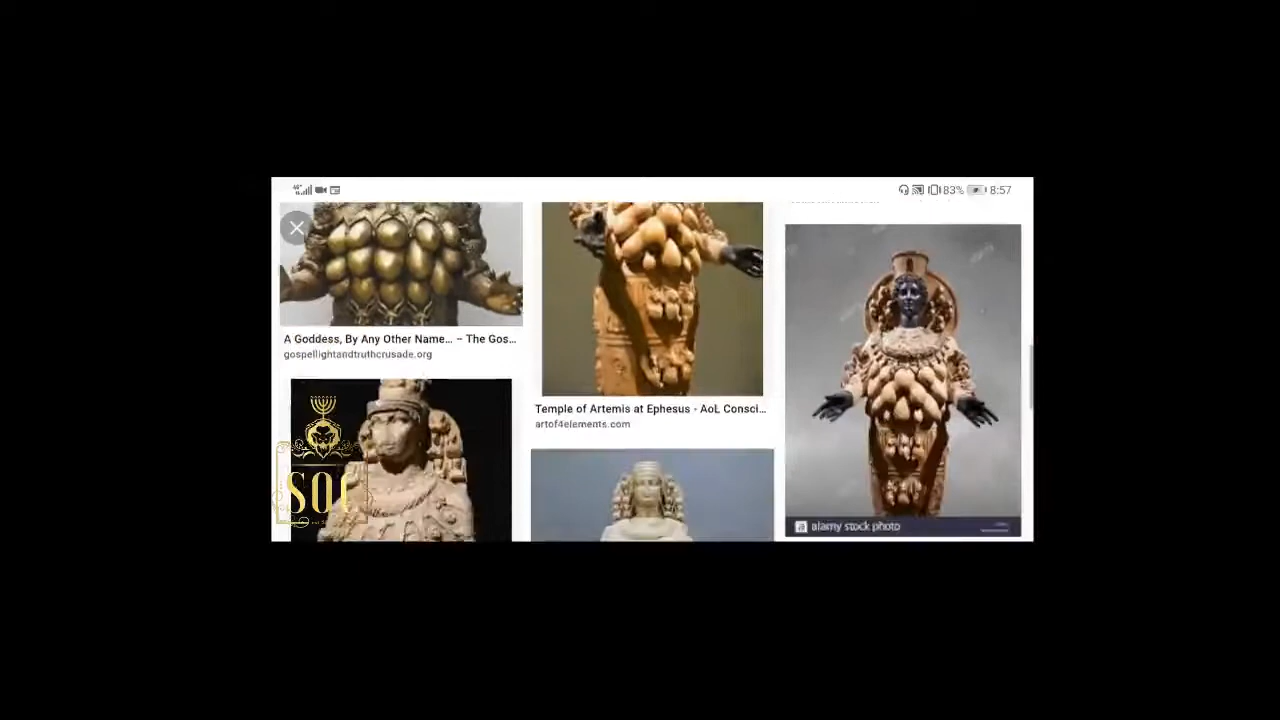 83% 8:57
A Goddess, By Any Other Name... – The Gos...
gospellightandtruthcrusade.org
Temple of Artemis at Ephesus - AoL Consci...
artof4elements.com
SOC
a alamy stock photo